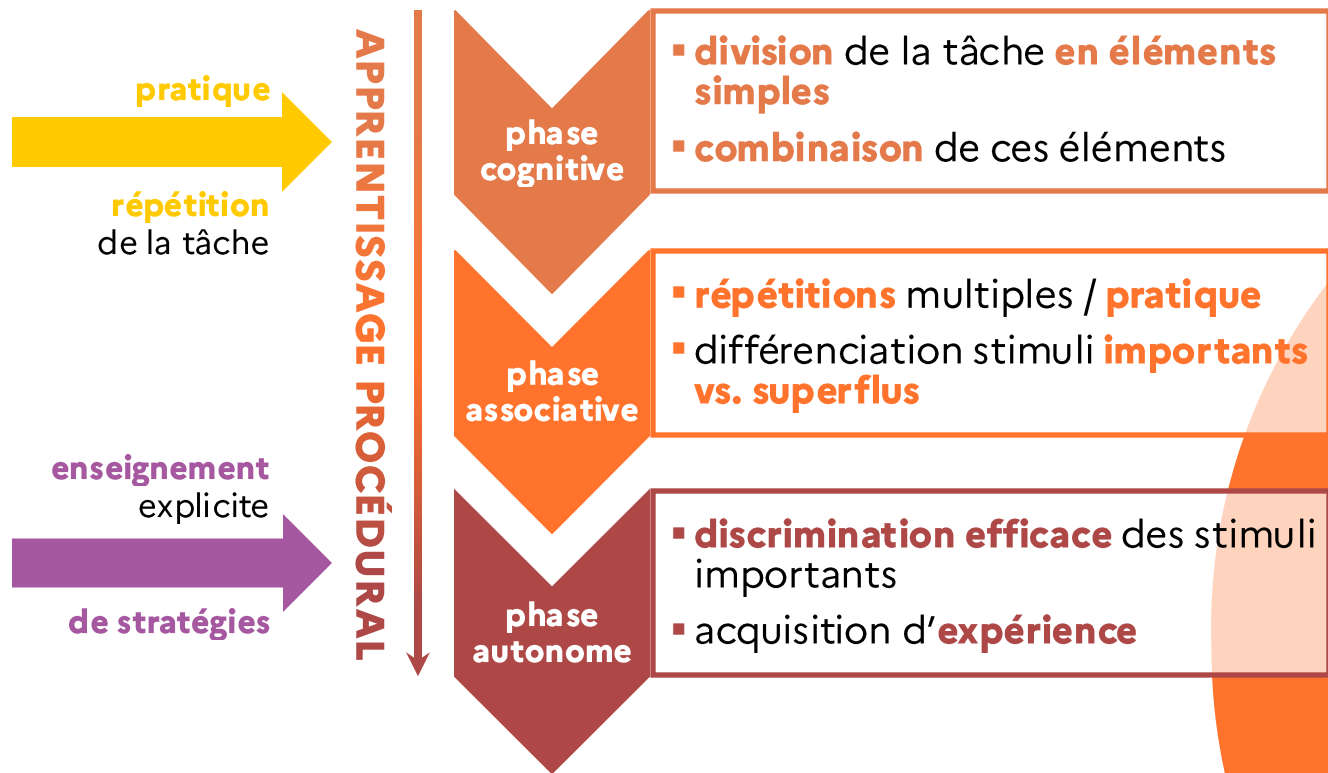 pratique
répétition
de la tâche
enseignement
explicite
de stratégies
APPRENTISSAGE PROCÉDURAL
phase
cognitive
▪ division de la tâche en éléments
simples
▪ combinaison de ces éléments
phase
associative
▪ répétitions multiples / pratique
▪ différenciation stimuli importants
vs. superflus
phase
autonome
▪ discrimination efficace des stimuli
importants
▪ acquisition d’expérience